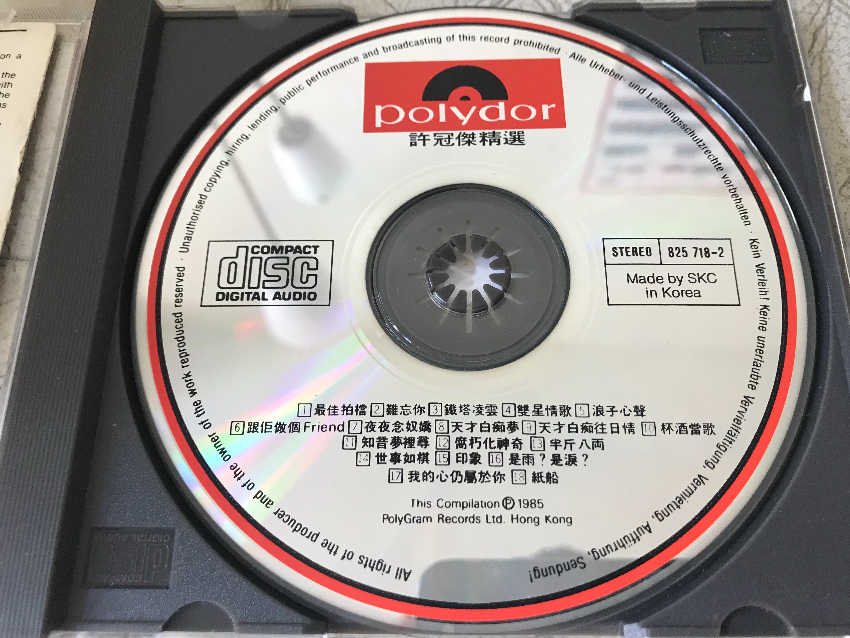 on a
the
with
the
polydor
許冠傑精選
Unauthorised copying, hiring, lending, public performance and broadcasting of this record prohibited · Alle Urheber- und Leistungsschutzrechte vorbehalten · Kein Verleih! Keine unerlaubte Vervielfältigung, Vermietung, Aufführung, Sendung!
All rights of the producer and of the owner of the work reproduced reserved ·
COMPACT
disc
DIGITAL AUDIO
STEREO 825 718-2
Made by SKC
in Korea
1 最佳拍檔 2 難忘你 3 鐵塔凌雲 4 雙星情歌 5 浪子心聲
6 跟佢做個Friend 7 夜夜念奴嬌 8 天才白痴夢 9 天才白痴往日情 10 杯酒當歌
11 知音夢裡尋 12 腐朽化神奇 13 半斤八両
14 世事如棋 15 印象 16 是雨？是淚？
17 我的心仍屬於你 18 紙船
This Compilation Ⓟ 1985
PolyGram Records Ltd. Hong Kong